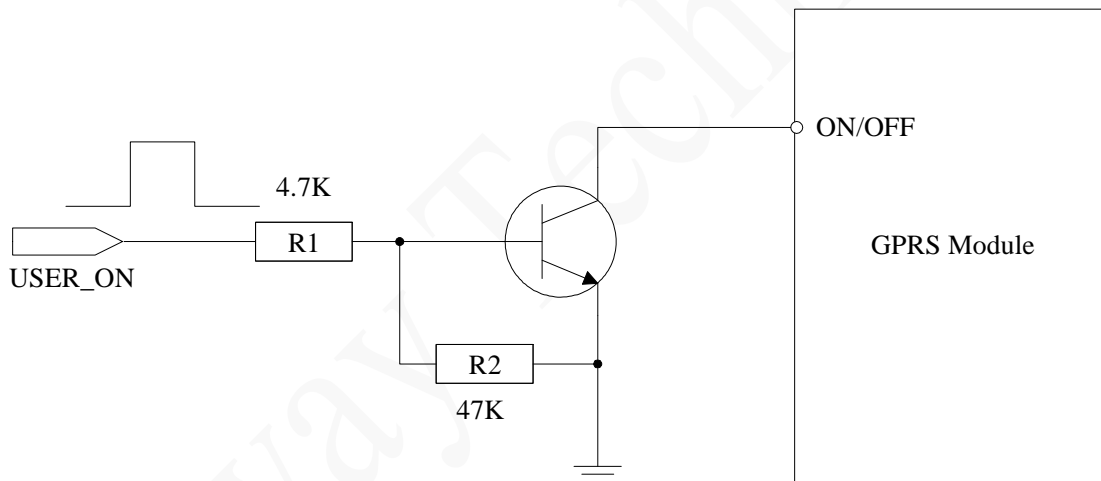 4.7K
ON/OFF
R1
USER_ON
GPRS Module
R2
47K